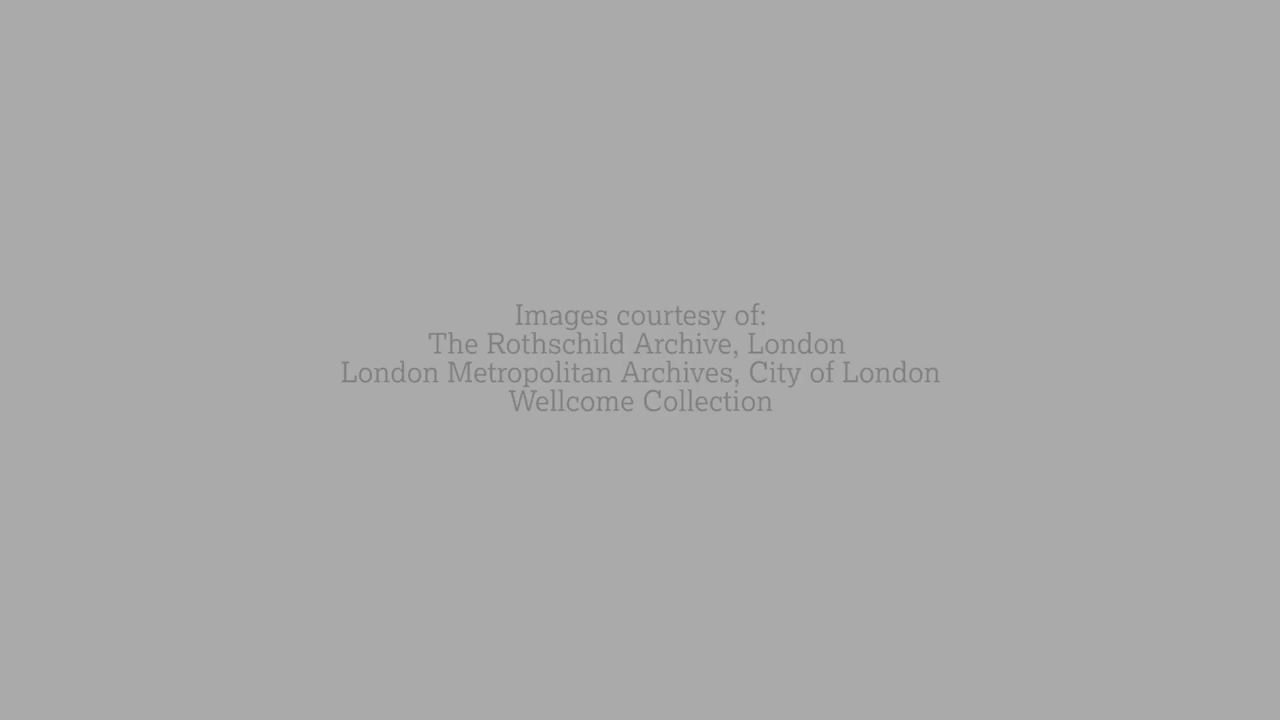 Images courtesy of:
The Rothschild Archive, London
London Metropolitan Archives, City of London
Wellcome Collection